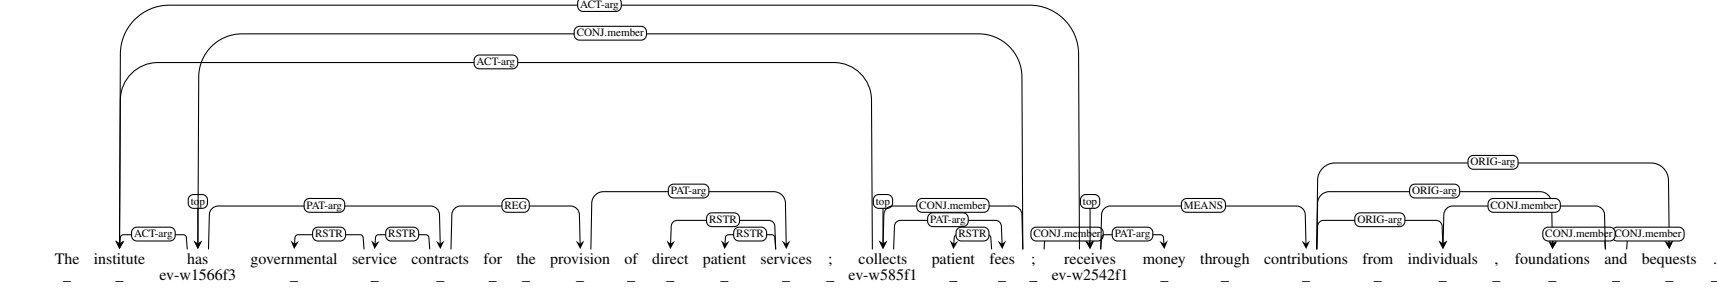 ACT-arg
CONJ.member
ACT-arg
ORIG-arg
PAT-arg ORIG-arg
top PAT-arg REG top CONJ.member top MEANS CONJ.member
RSTR PAT-arg ORIG-arg
ACT-arg RSTR RSTR RSTR RSTR CONJ.member PAT-arg CONJ.member CONJ.member
The institute has governmental service contracts for the provision of direct patient services ; collects patient fees ; receives money through contributions from individuals , foundations and bequests .
ev-w1566f3 ev-w585f1 ev-w2542f1
_ _ _ _ _ _ _ _ _ _ _ _ _ _ _ _ _ _ _ _ _ _ _ _ _ _